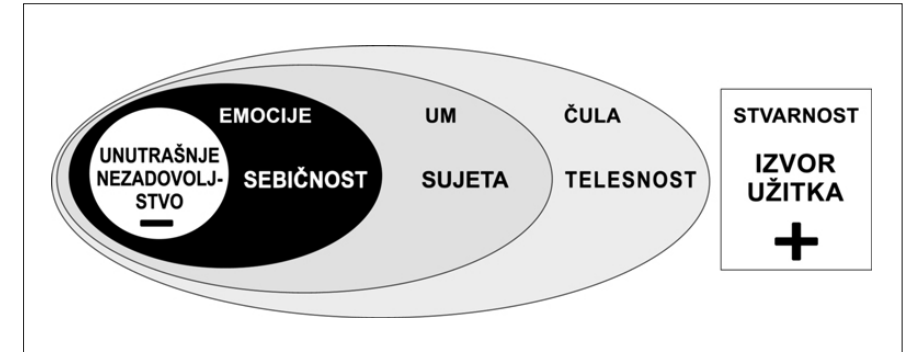 EMOCIJE UM ČULA STVARNOST
UNUTRAŠNJE
NEZADOVOLJ-
STVO
SEBIČNOST SUJETA TELESNOST
IZVOR
UŽITKA